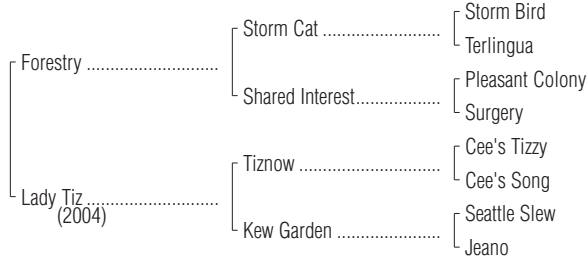 Storm Bird
Storm Cat ........................
Terlingua
Forestry ...........................
Pleasant Colony
Shared Interest.................
Surgery
Cee's Tizzy
Tiznow .............................
Cee's Song
Lady Tiz ...........................
(2004)
Seattle Slew
Kew Garden .....................
Jeano